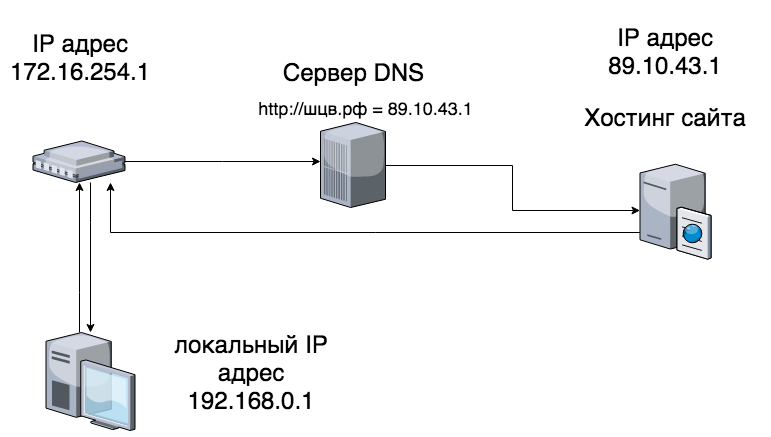 IP адрес
172.16.254.1
Сервер DNS
http://шцв.рф = 89.10.43.1
IP адрес
89.10.43.1
Хостинг сайта
локальный IP
адрес
192.168.0.1